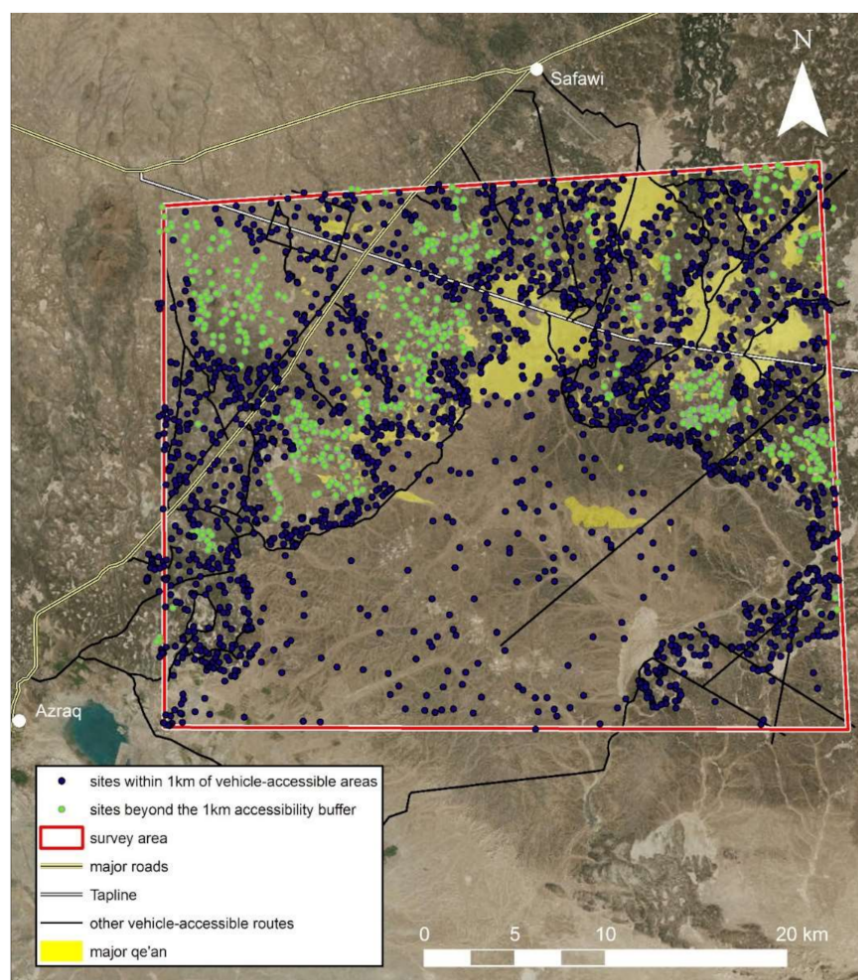 N
Safawi
Azraq
sites within 1km of vehicle-accessible areas
sites beyond the 1km accessibility buffer
survey area
major roads
Tapline
other vehicle-accessible routes
major qe'an
0 5 10 20 km